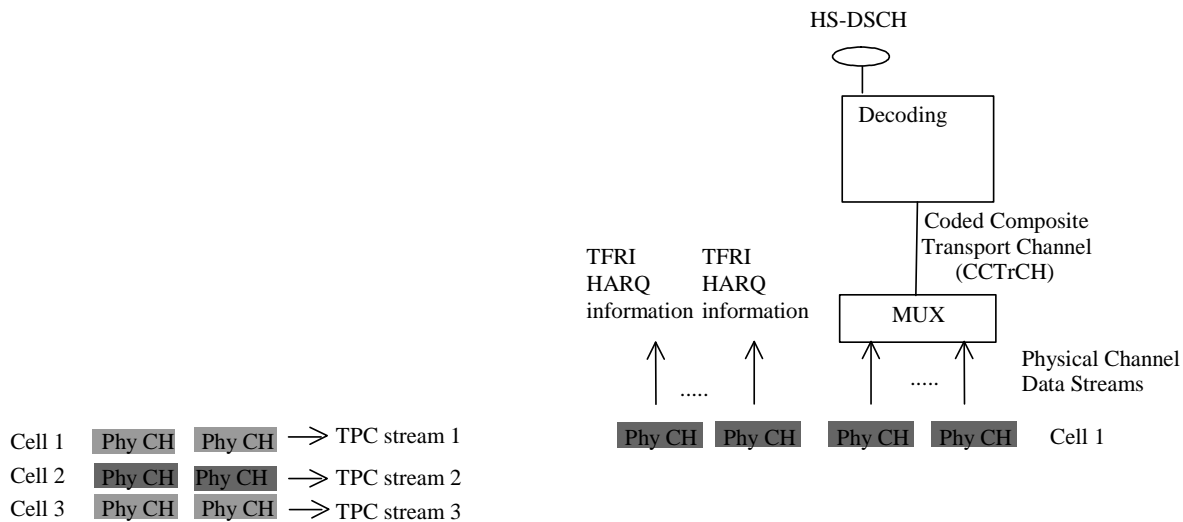 HS-DSCH
Decoding
Coded Composite
Transport Channel
(CCTrCH)
TFRI
HARQ
information
TFRI
HARQ
information
MUX
Physical Channel
Data Streams
.....
.....
Phy CH Phy CH Phy CH Phy CH Cell 1
Cell 1 Phy CH Phy CH TPC stream 1
Cell 2 Phy CH Phy CH TPC stream 2
Cell 3 Phy CH Phy CH TPC stream 3